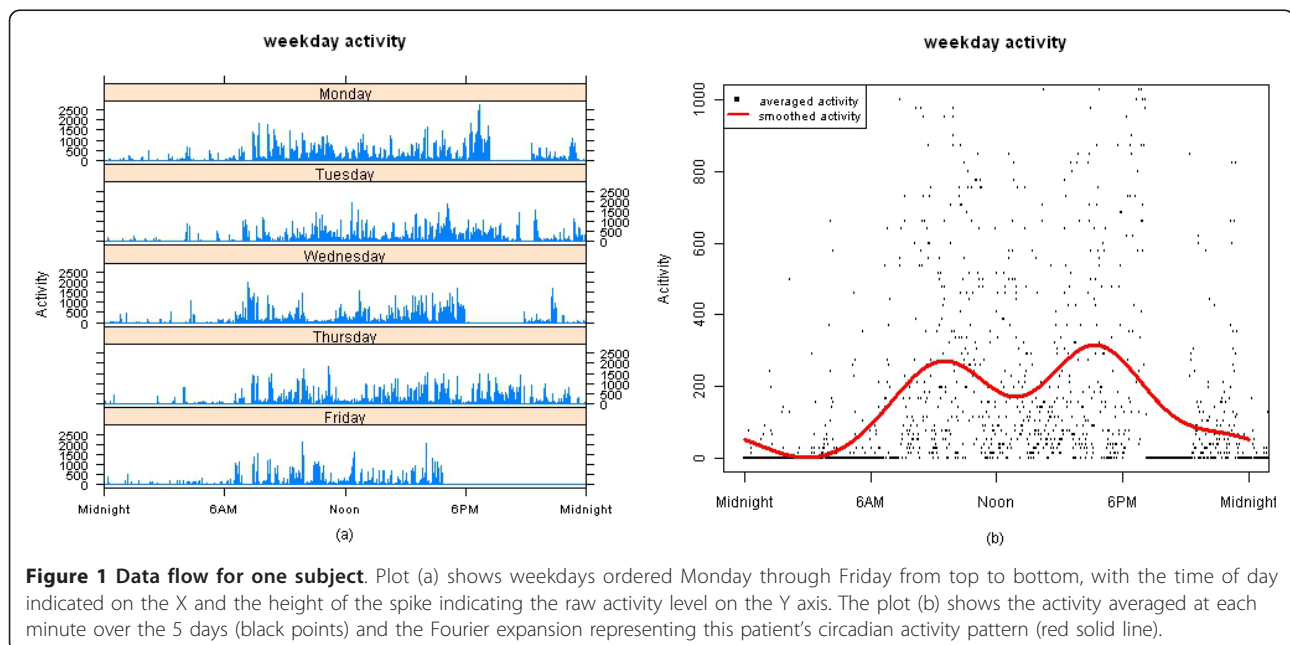 weekday activity
Monday
2500
2000
1500
1000
500
0
Tuesday
2500
2000
1500
1000
500
0
Wednesday
2500
2000
1500
1000
500
0
Thursday
2500
2000
1500
1000
500
0
Friday
2500
2000
1500
1000
500
0
Activity
Midnight 6AM Noon 6PM Midnight
(a)
weekday activity
averaged activity
smoothed activity
1000
800
600
400
200
0
Acitivity
Midnight 6AM Noon 6PM Midnight
(b)
Figure 1 Data flow for one subject. Plot (a) shows weekdays ordered Monday through Friday from top to bottom, with the time of day
indicated on the X and the height of the spike indicating the raw activity level on the Y axis. The plot (b) shows the activity averaged at each
minute over the 5 days (black points) and the Fourier expansion representing this patient's circadian activity pattern (red solid line).